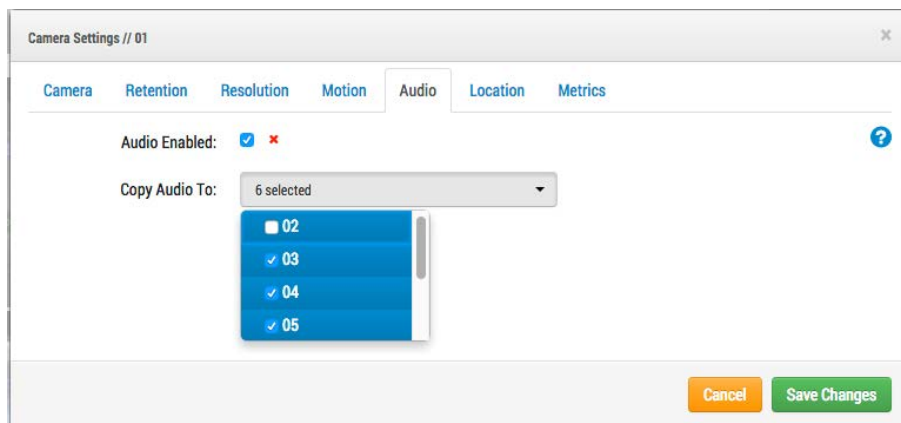 Camera Settings // 01 ×
Camera Retention Resolution Motion Audio Location Metrics
Audio Enabled: ?
Copy Audio To: 6 selected
02
03
04
05
Cancel Save Changes